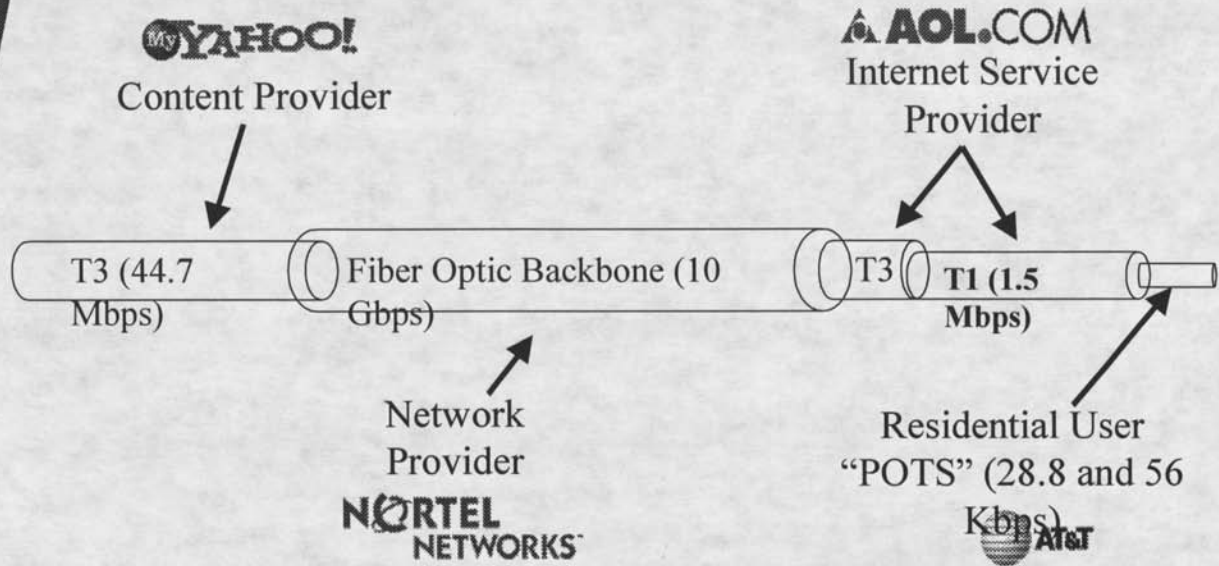 My YAHOO!
Content Provider
AOL.COM
Internet Service
Provider
T3 (44.7
Mbps)
Fiber Optic Backbone (10
Gbps)
T3
T1 (1.5
Mbps)
Network
Provider
NORTEL
NETWORKS
Residential User
“POTS” (28.8 and 56
Kbps)
AT&T